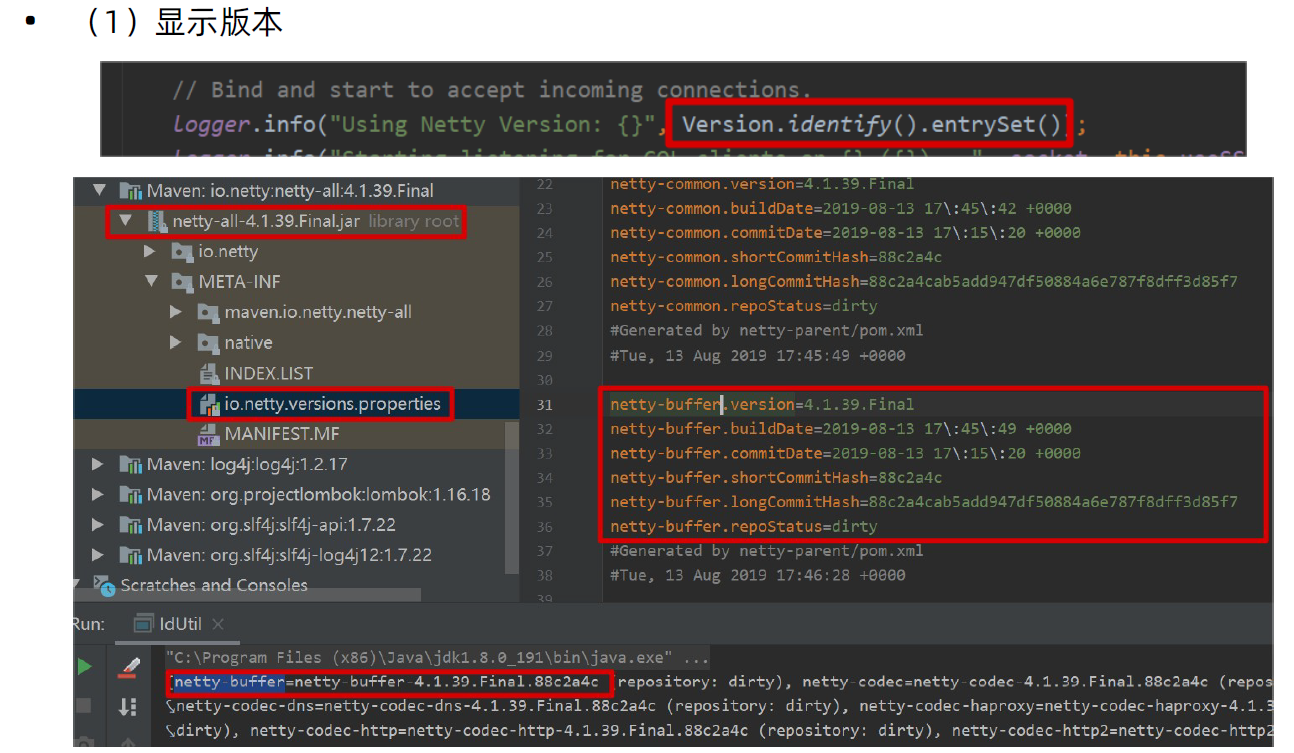 • （1）显示版本
// Bind and start to accept incoming connections.
logger.info("Using Netty Version: {}", Version.identify().entrySet());
Maven: io.netty:netty-all:4.1.39.Final
netty-all-4.1.39.Final.jar library root
io.netty
META-INF
maven.io.netty.netty-all
native
INDEX.LIST
io.netty.versions.properties
MANIFEST.MF
Maven: log4j:log4j:1.2.17
Maven: org.projectlombok:lombok:1.16.18
Maven: org.slf4j:slf4j-api:1.7.22
Maven: org.slf4j:slf4j-log4j12:1.7.22
Scratches and Consoles
22 netty-common.version=4.1.39.Final
23 netty-common.buildDate=2019-08-13 17\:45\:42 +0000
24 netty-common.commitDate=2019-08-13 17\:15\:20 +0000
25 netty-common.shortCommitHash=88c2a4c
26 netty-common.longCommitHash=88c2a4cab5add947df50884a6e787f8dff3d85f7
27 netty-common.repoStatus=dirty
28 #Generated by netty-parent/pom.xml
29 #Tue, 13 Aug 2019 17:45:49 +0000
30
31 netty-buffer.version=4.1.39.Final
32 netty-buffer.buildDate=2019-08-13 17\:45\:49 +0000
33 netty-buffer.commitDate=2019-08-13 17\:15\:20 +0000
34 netty-buffer.shortCommitHash=88c2a4c
35 netty-buffer.longCommitHash=88c2a4cab5add947df50884a6e787f8dff3d85f7
36 netty-buffer.repoStatus=dirty
37 #Generated by netty-parent/pom.xml
38 #Tue, 13 Aug 2019 17:46:28 +0000
39
Run: IdUtil
"C:\Program Files (x86)\Java\jdk1.8.0_191\bin\java.exe" ...
[netty-buffer=netty-buffer-4.1.39.Final.88c2a4c (repository: dirty), netty-codec=netty-codec-4.1.39.Final.88c2a4c (repos
netty-codec-dns=netty-codec-dns-4.1.39.Final.88c2a4c (repository: dirty), netty-codec-haproxy=netty-codec-haproxy-4.1.3
dirty), netty-codec-http=netty-codec-http-4.1.39.Final.88c2a4c (repository: dirty), netty-codec-http2=netty-codec-http2